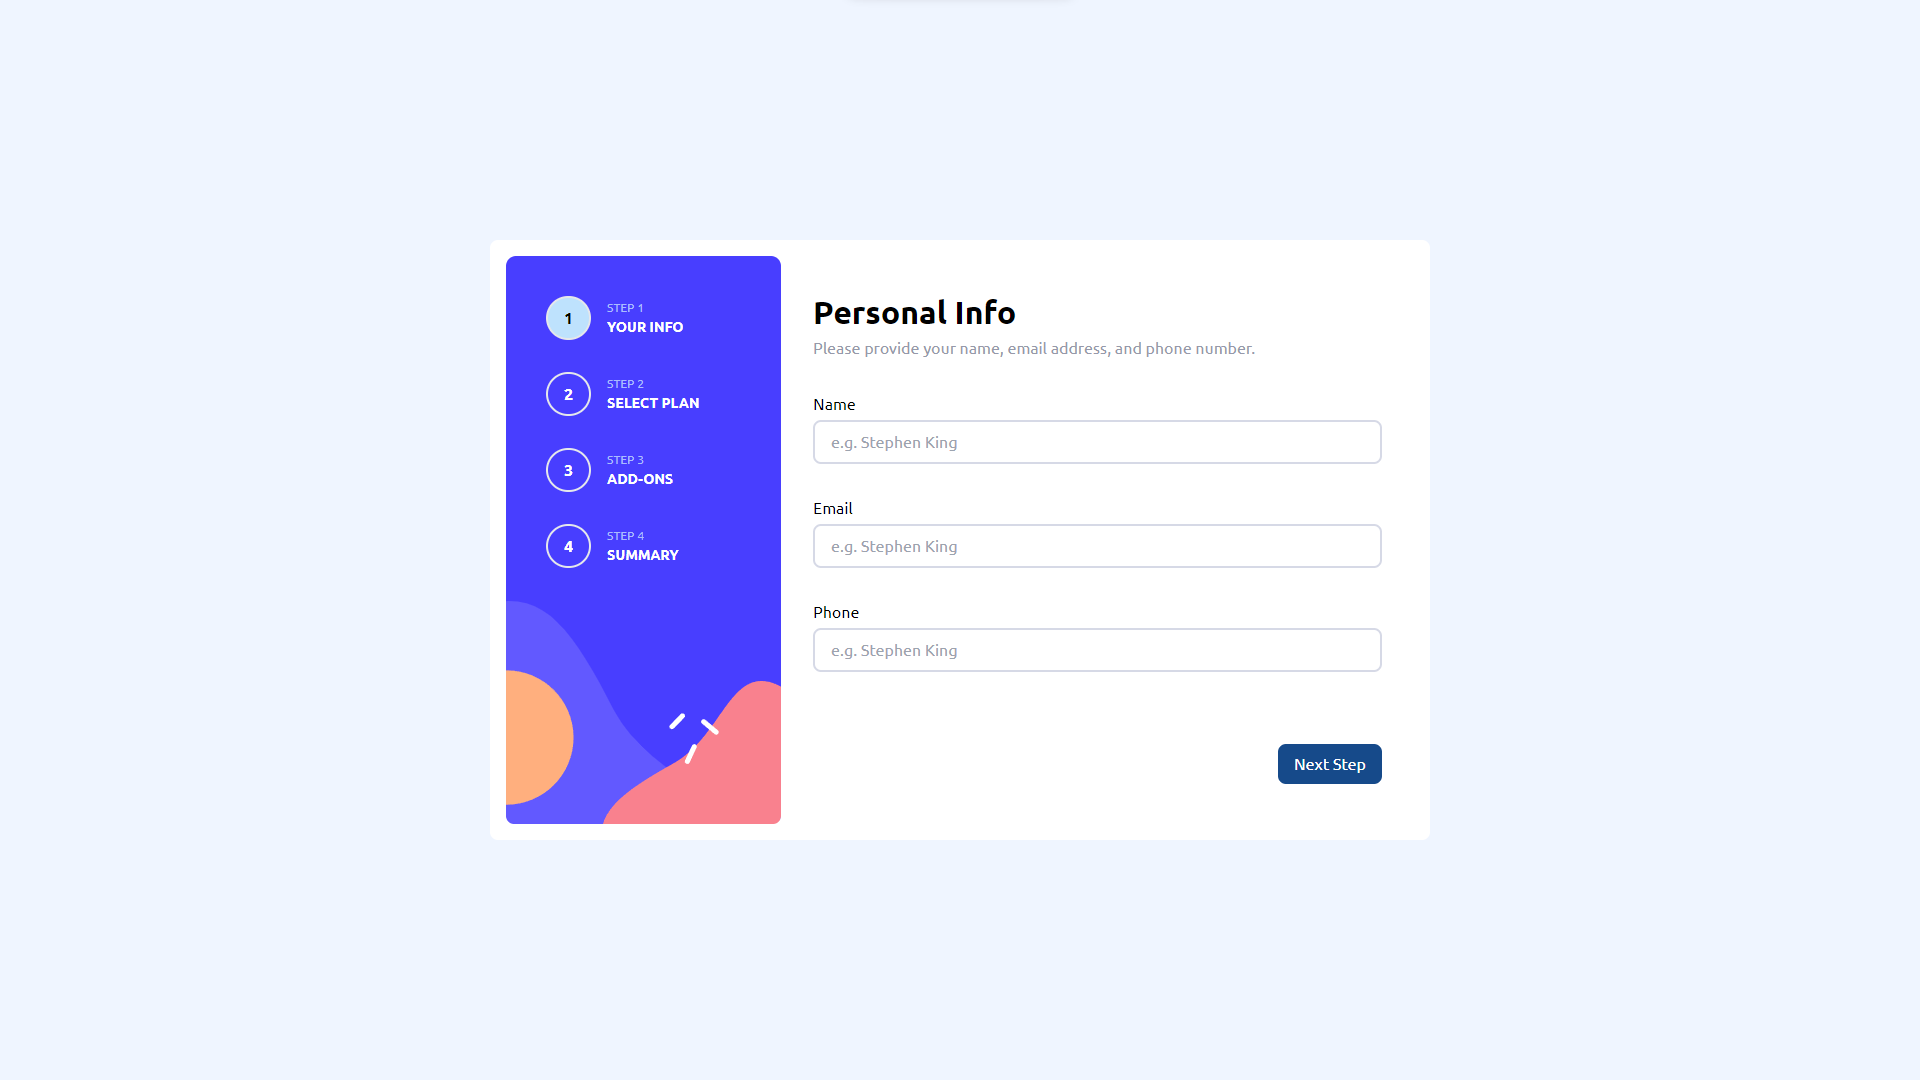 1
STEP 1
YOUR INFO
2
STEP 2
SELECT PLAN
3
STEP 3
ADD-ONS
4
STEP 4
SUMMARY
Personal Info
Please provide your name, email address, and phone number.
Name
e.g. Stephen King
Email
e.g. Stephen King
Phone
e.g. Stephen King
Next Step